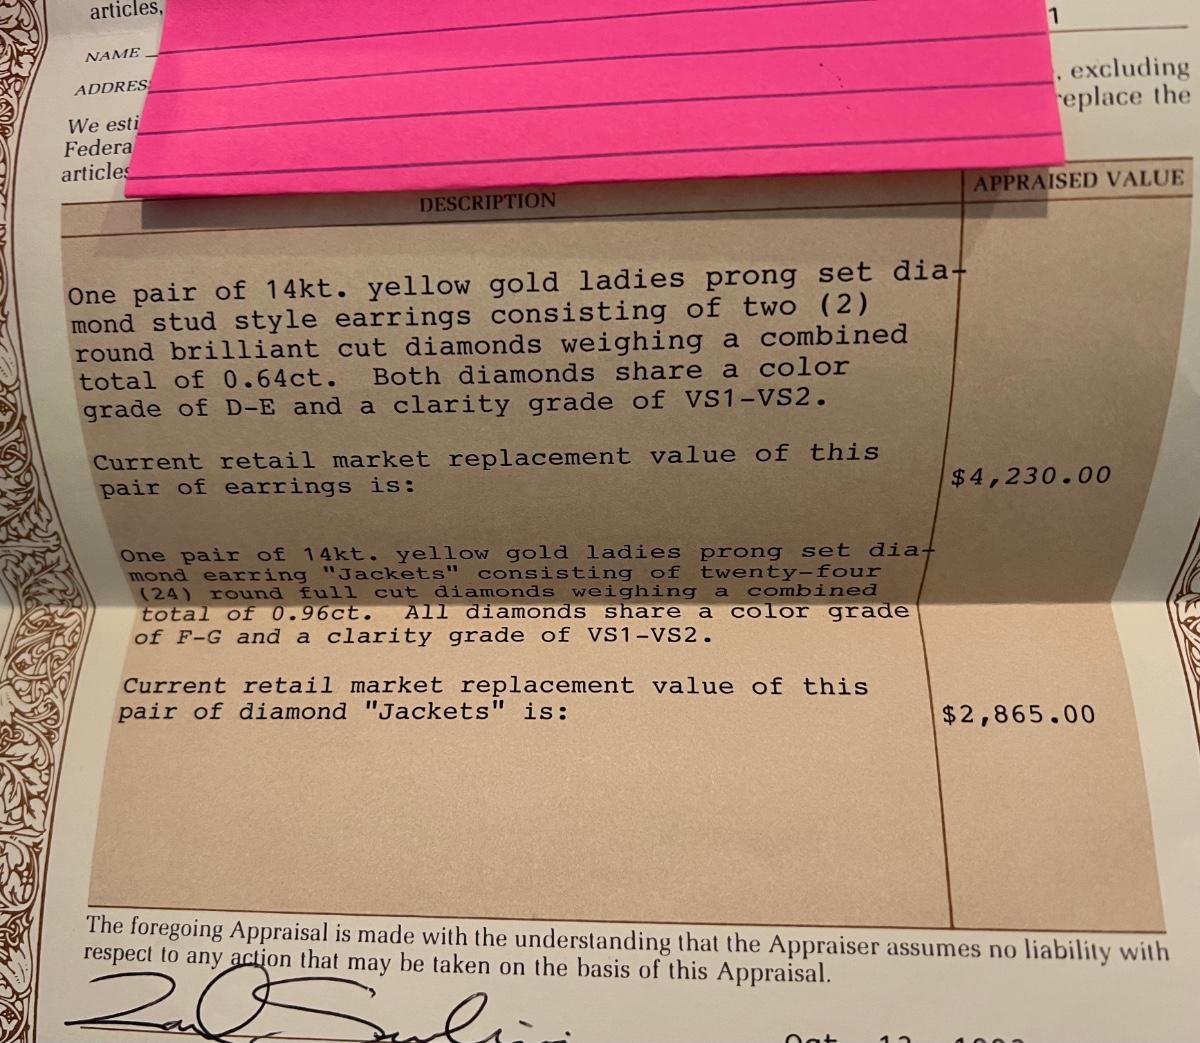 articles,
1
NAME
ADDRES
, excluding
We esti
eplace the
Federa
articles
DESCRIPTION
APPRAISED VALUE
One pair of 14kt. yellow gold ladies prong set dia-
mond stud style earrings consisting of two (2)
round brilliant cut diamonds weighing a combined
total of 0.64ct. Both diamonds share a color
grade of D-E and a clarity grade of VS1-VS2.
Current retail market replacement value of this
pair of earrings is:
$4,230.00
One pair of 14kt. yellow gold ladies prong set dia-
mond earring "Jackets" consisting of twenty-four
(24) round full cut diamonds weighing a combined
total of 0.96ct. All diamonds share a color grade
of F-G and a clarity grade of VS1-VS2.
Current retail market replacement value of this
pair of diamond "Jackets" is:
$2,865.00
The foregoing Appraisal is made with the understanding that the Appraiser assumes no liability with
respect to any action that may be taken on the basis of this Appraisal.